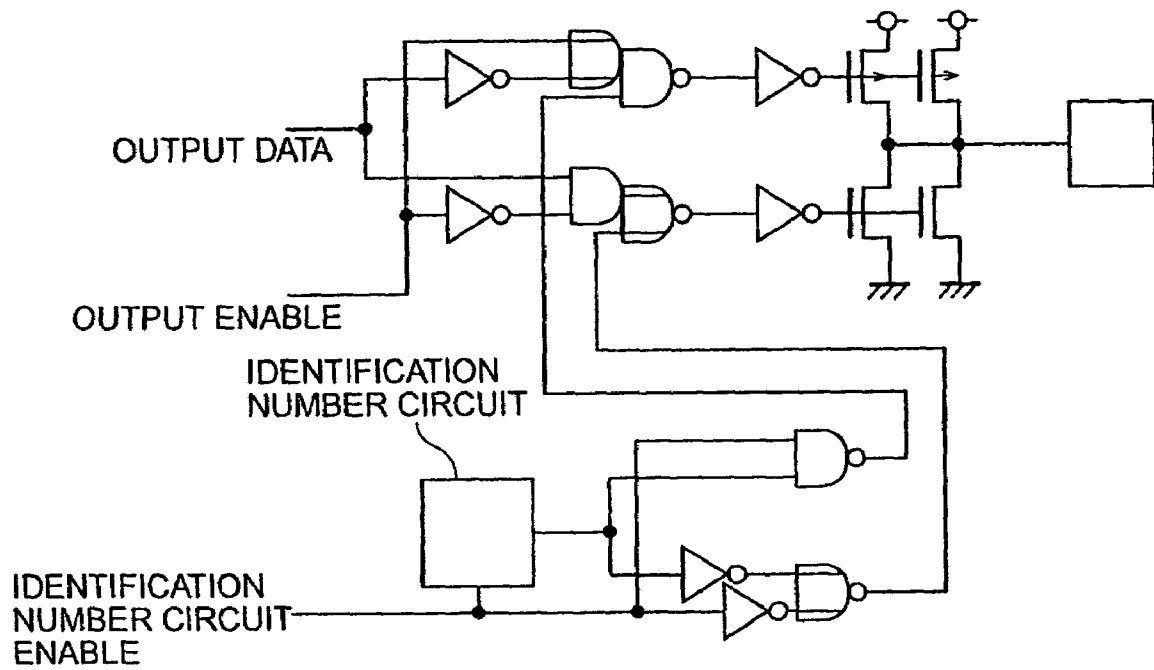 OUTPUT DATA
OUTPUT ENABLE
IDENTIFICATION
NUMBER CIRCUIT
IDENTIFICATION
NUMBER CIRCUIT
ENABLE